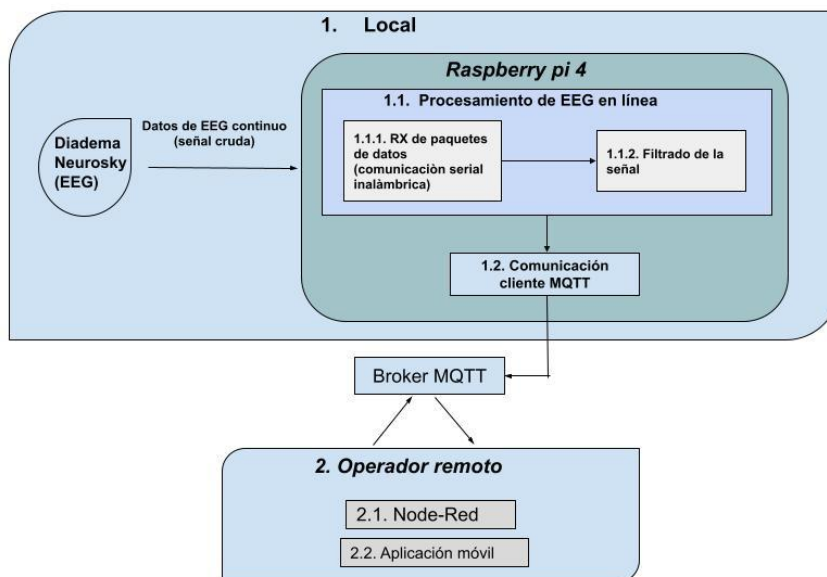 1. Local
Raspberry pi 4
1.1. Procesamiento de EEG en línea
Datos de EEG continuo
(señal cruda)
Diadema
Neurosky
(EEG)
1.1.1. RX de paquetes
de datos
(comunicaciòn serial
inalàmbrica)
1.1.2. Filtrado de la
señal
1.2. Comunicación
cliente MQTT
Broker MQTT
2. Operador remoto
2.1. Node-Red
2.2. Aplicación móvil